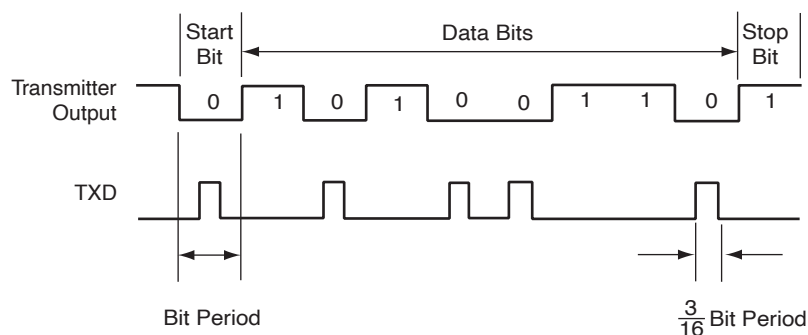 Start
Bit
Data Bits
Stop
Bit
Transmitter
Output
0 1 0 1 0 0 1 1 0 1
TXD
Bit Period
3/16 Bit Period